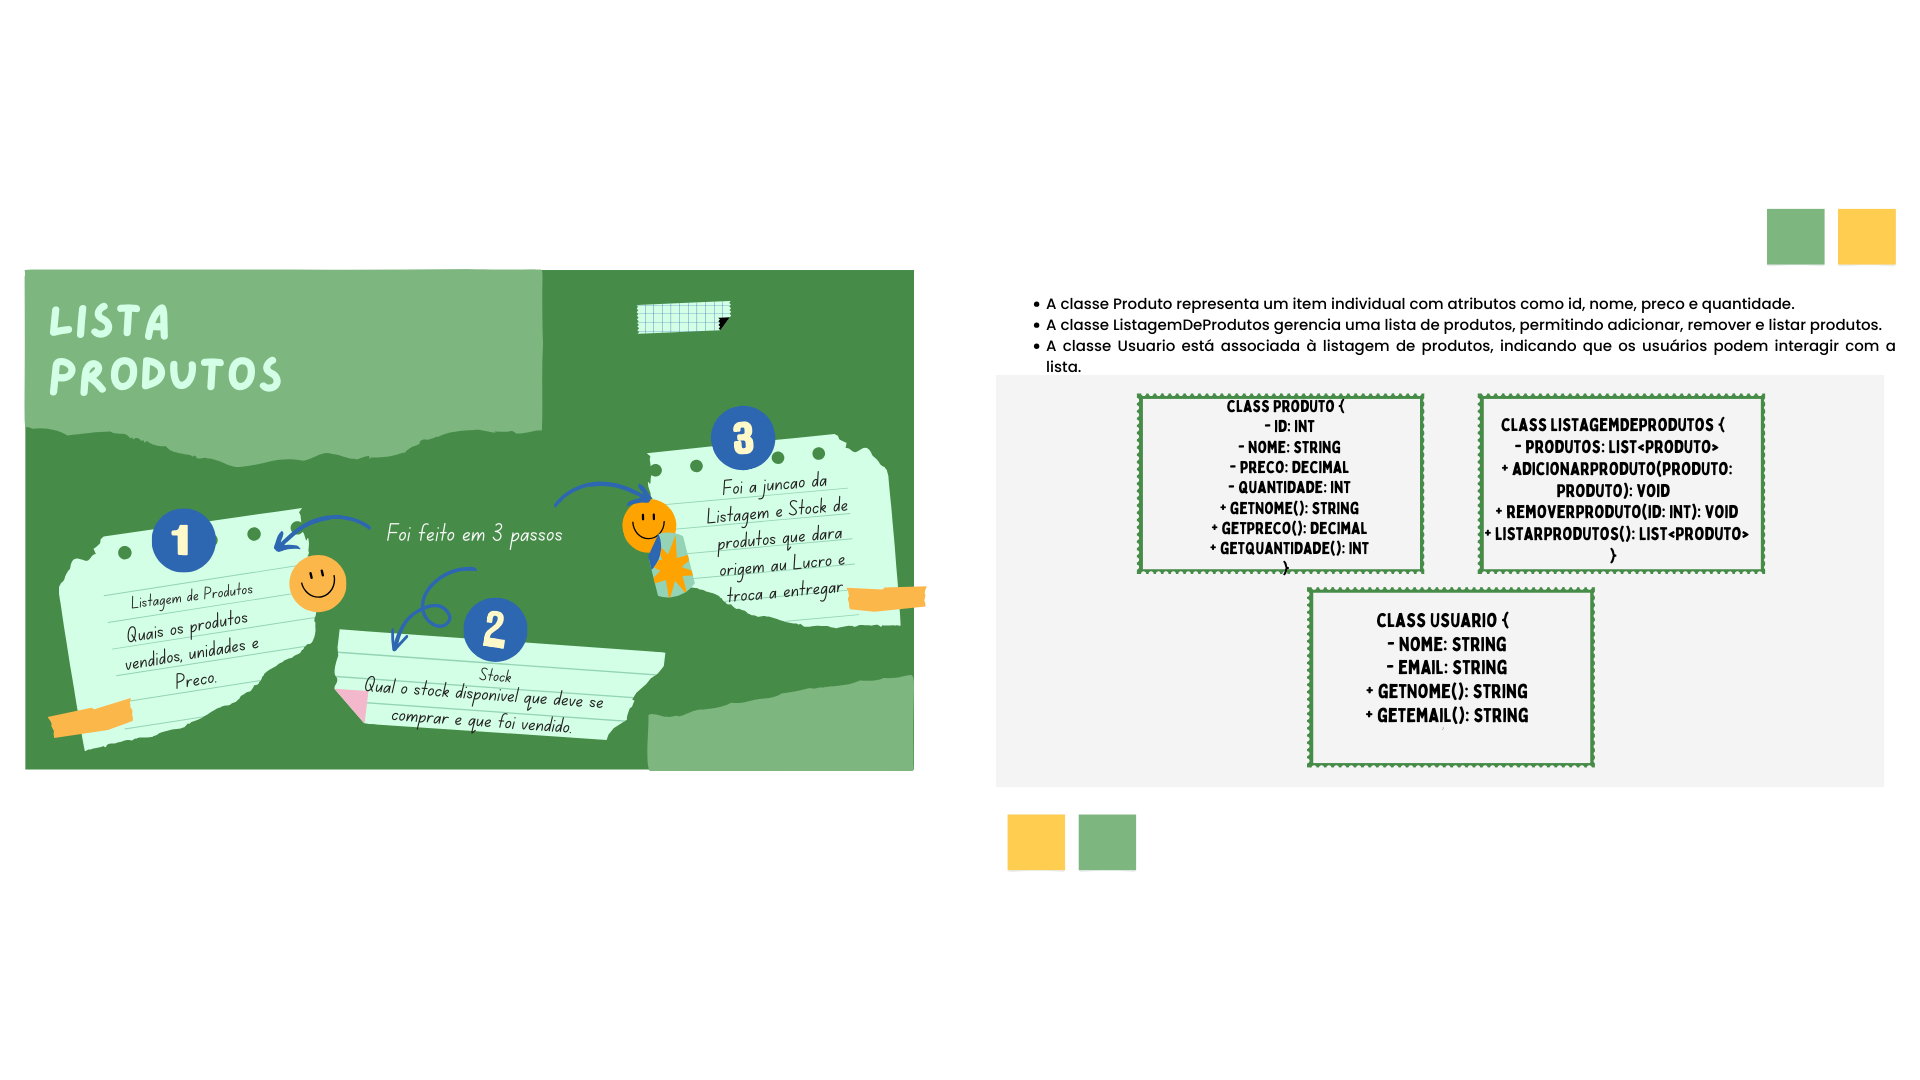 LISTA
PRODUTOS
1
Listagem de Produtos
Quais os produtos
vendidos, unidades e
Preco.
Foi feito em 3 passos
2
Stock
Qual o stock disponivel que deve se
comprar e que foi vendido.
3
Foi a juncao da
Listagem e Stock de
produtos que dara
origem au Lucro e
troca a entregar
• A classe Produto representa um item individual com atributos como id, nome, preco e quantidade.
• A classe ListagemDeProdutos gerencia uma lista de produtos, permitindo adicionar, remover e listar produtos.
• A classe Usuario está associada à listagem de produtos, indicando que os usuários podem interagir com a
lista.
CLASS PRODUTO {
- ID: INT
- NOME: STRING
- PRECO: DECIMAL
- QUANTIDADE: INT
+ GETNOME(): STRING
+ GETPRECO(): DECIMAL
+ GETQUANTIDADE(): INT
}
CLASS LISTAGEMDEPRODUTOS {
- PRODUTOS: LIST<PRODUTO>
+ ADICIONARPRODUTO(PRODUTO:
PRODUTO): VOID
+ REMOVERPRODUTO(ID: INT): VOID
+ LISTARPRODUTOS(): LIST<PRODUTO>
}
CLASS USUARIO {
- NOME: STRING
- EMAIL: STRING
+ GETNOME(): STRING
+ GETEMAIL(): STRING